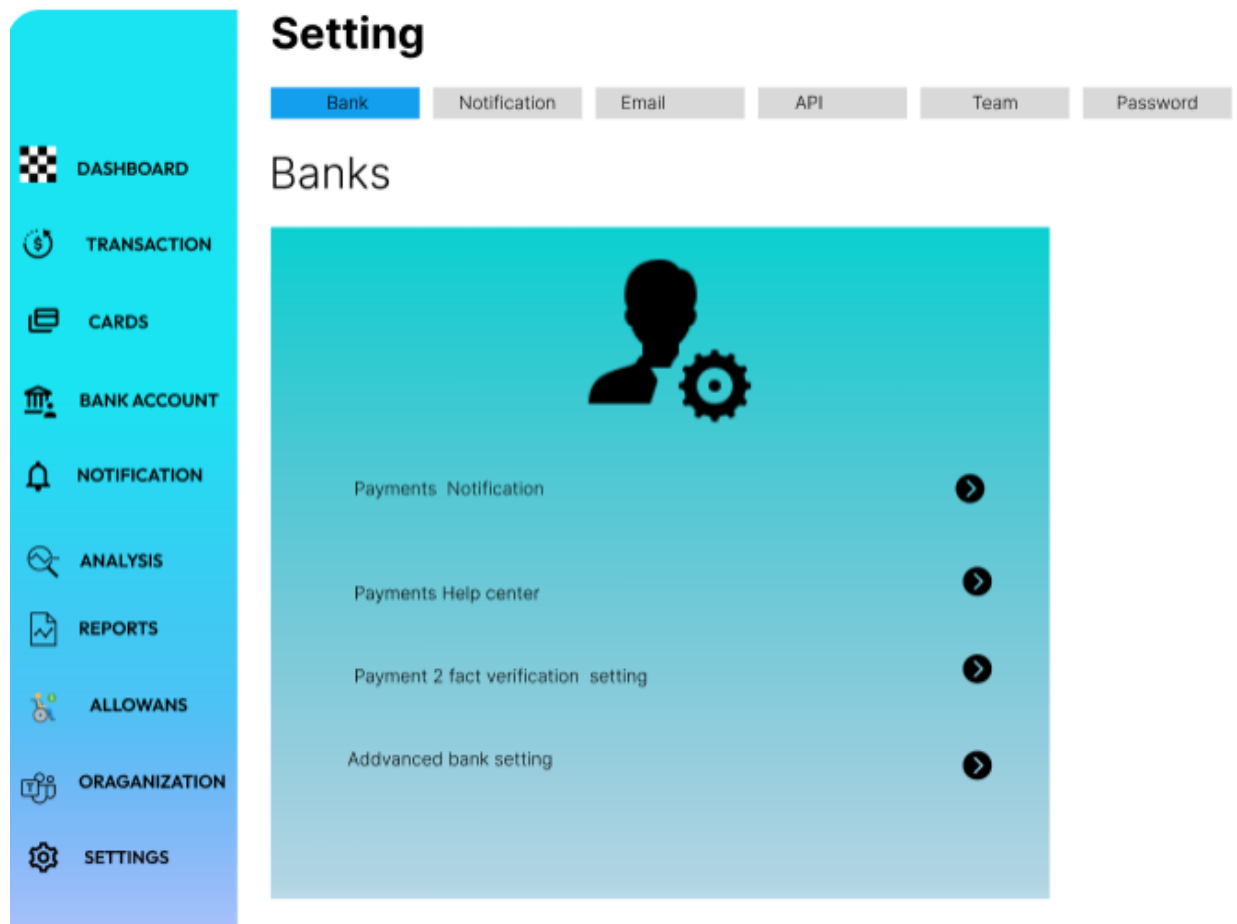 Setting
Bank
Notification
Email
API
Team
Password
DASHBOARD
TRANSACTION
CARDS
BANK ACCOUNT
NOTIFICATION
ANALYSIS
REPORTS
ALLOWANS
ORAGANIZATION
SETTINGS
Banks
Payments Notification
Payments Help center
Payment 2 fact verification setting
Addvanced bank setting